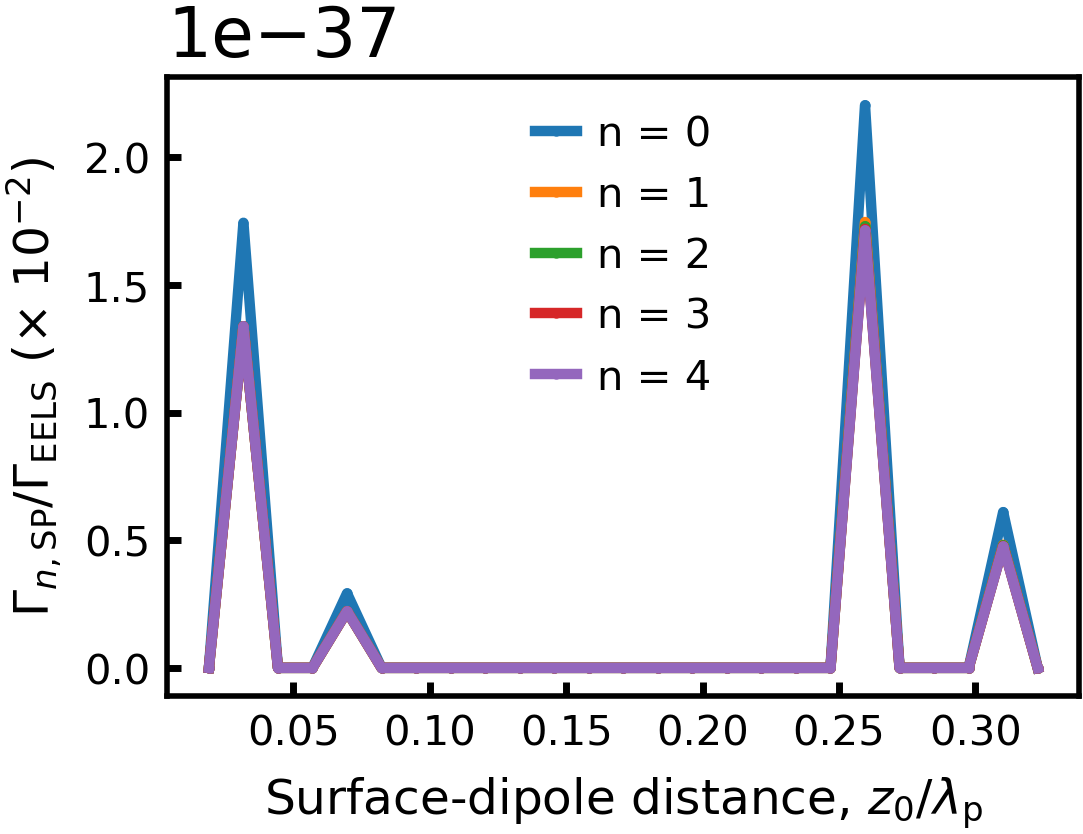 1e−37
Γn, SP/ΓEELS (× 10−2)
2.0
1.5
1.0
0.5
0.0
n = 0
n = 1
n = 2
n = 3
n = 4
0.05 0.10 0.15 0.20 0.25 0.30
Surface-dipole distance, z0/λp